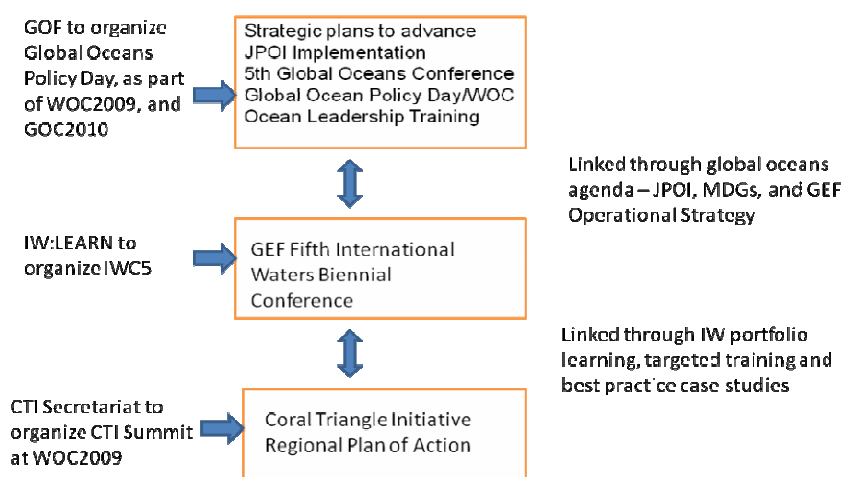 GOF to organize
Global Oceans
Policy Day, as part
of WOC2009, and
GOC2010
Strategic plans to advance
JPOI Implementation
5th Global Oceans Conference
Global Ocean Policy Day/WOC
Ocean Leadership Training
Linked through global oceans
agenda – JPOI, MDGs, and GEF
Operational Strategy
IW:LEARN to
organize IWC5
GEF Fifth International
Waters Biennial
Conference
Linked through IW portfolio
learning, targeted training and
best practice case studies
CTI Secretariat to
organize CTI Summit
at WOC2009
Coral Triangle Initiative
Regional Plan of Action